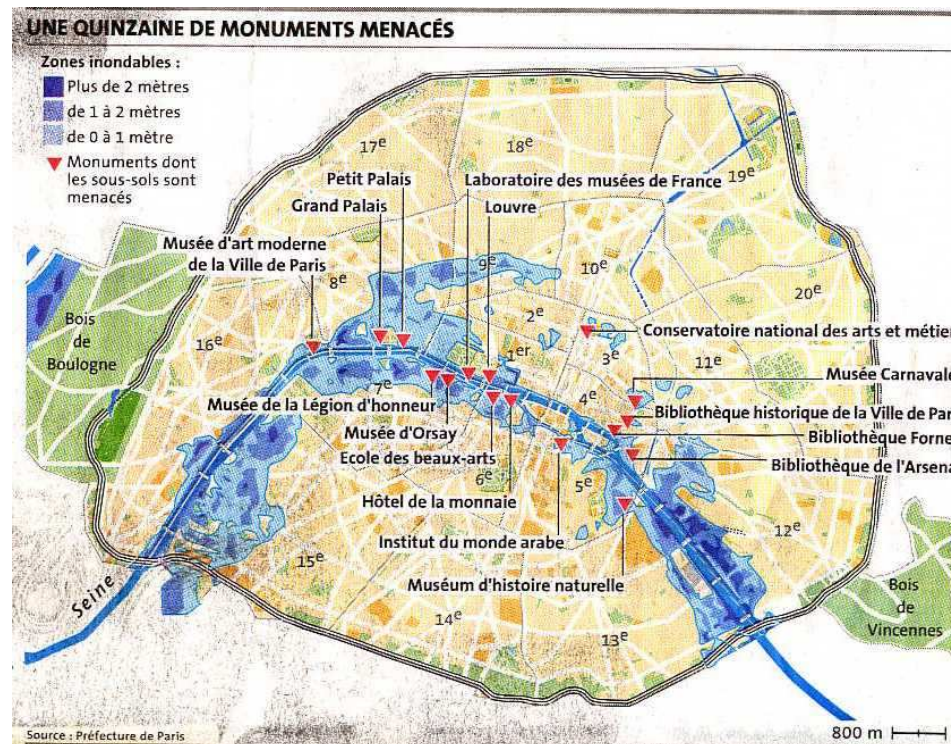 UNE QUINZAINE DE MONUMENTS MENACÉS
Zones inondables :
Plus de 2 mètres
de 1 à 2 mètres
de 0 à 1 mètre
Monuments dont
les sous-sols sont
menacés
17e
18e
19e
Petit Palais
Laboratoire des musées de France
Grand Palais
Louvre
Musée d'art moderne
de la Ville de Paris
8e
9e
10e
2e
20e
Bois
de
Boulogne
16e
1er
3e
Conservatoire national des arts et métie
11e
7e
Musée Carnaval
4e
Musée de la Légion d'honneur
Bibliothèque historique de la Ville de Pa
Musée d'Orsay
Bibliothèque Forne
Ecole des beaux-arts
Bibliothèque de l'Arsena
6e
5e
Hôtel de la monnaie
12e
Institut du monde arabe
15e
Muséum d'histoire naturelle
Seine
Bois
de
Vincennes
14e
13e
Source : Préfecture de Paris
800 m